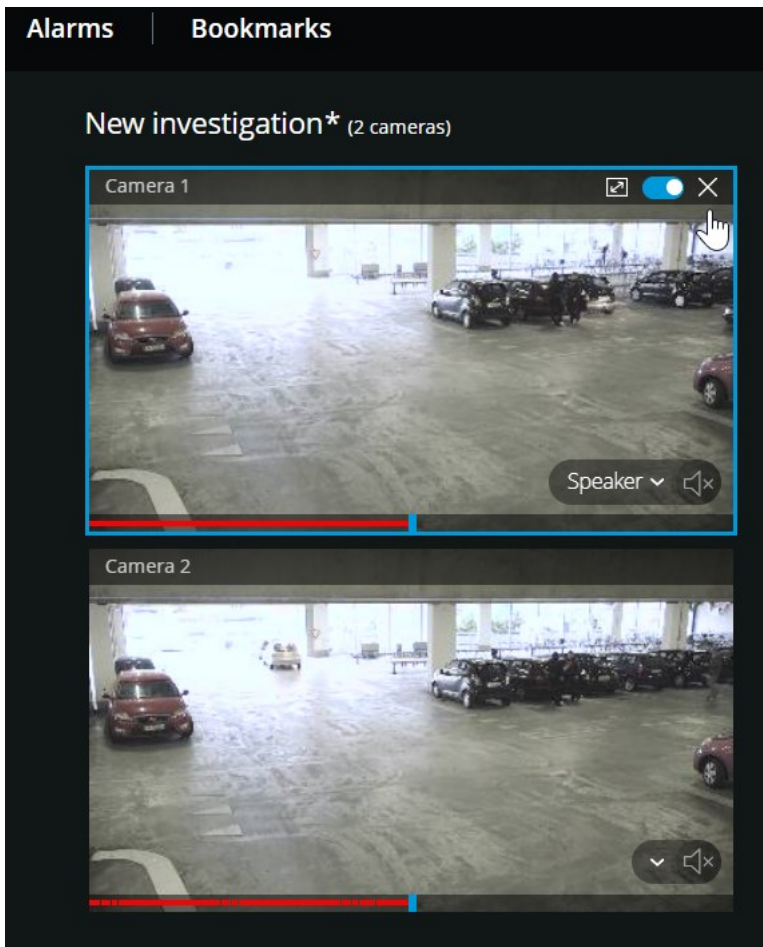 Alarms | Bookmarks
New investigation* (2 cameras)
Camera 1
Speaker
Camera 2